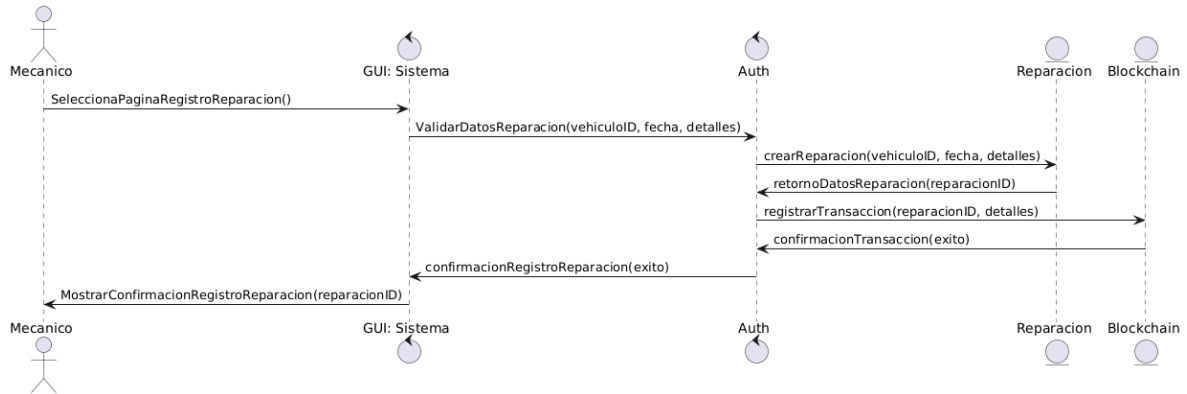 Mecanico
GUI: Sistema
Auth
Reparacion
Blockchain
SeleccionaPaginaRegistroReparacion()
ValidarDatosReparacion(vehiculoID, fecha, detalles)
crearReparacion(vehiculoID, fecha, detalles)
retornoDatosReparacion(reparacionID)
registrarTransaccion(reparacionID, detalles)
confirmacionTransaccion(exito)
confirmacionRegistroReparacion(exito)
MostrarConfirmacionRegistroReparacion(reparacionID)
Mecanico
GUI: Sistema
Auth
Reparacion
Blockchain